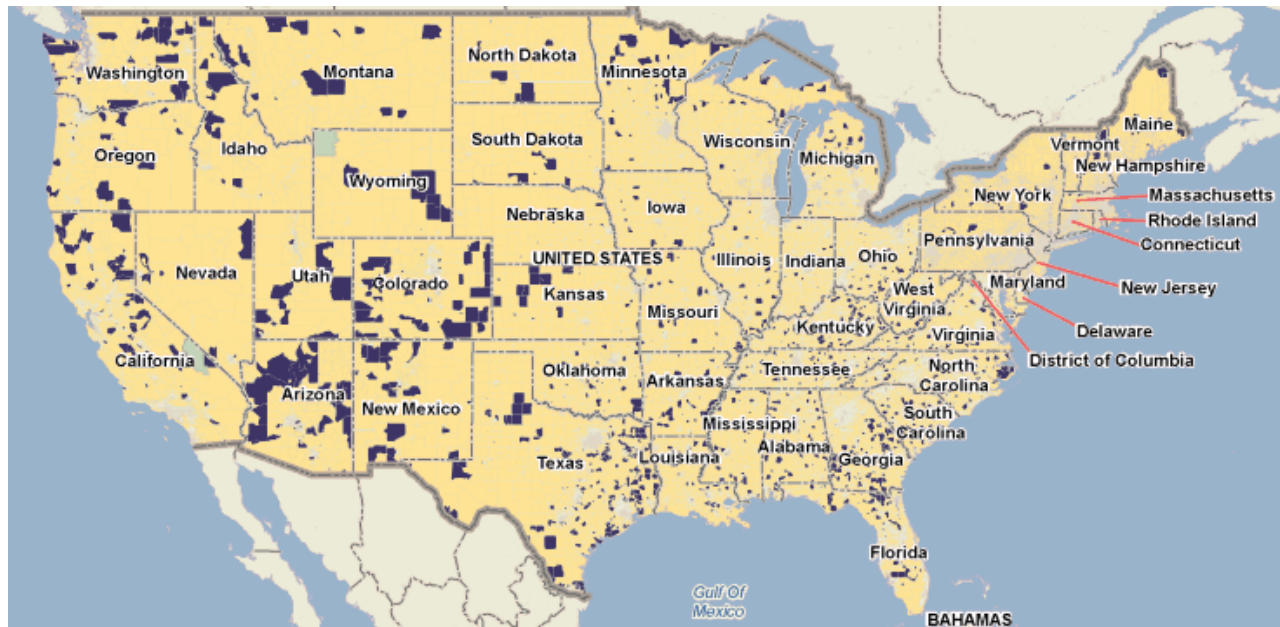 Washington
Montana
North Dakota
Minnesota
Maine
Vermont
New Hampshire
Oregon
Idaho
South Dakota
Wisconsin
Michigan
Wyoming
New York
Massachusetts
Rhode Island
Connecticut
Nebraska
Iowa
Pennsylvania
UNITED STATES
Nevada
Utah
Colorado
Kansas
Illinois
Indiana
Ohio
Maryland
New Jersey
West
Virginia
Missouri
Kentucky
Virginia
Delaware
District of Columbia
California
Arizona
New Mexico
Oklahoma
Arkansas
Tennessee
North
Carolina
South
Carolina
Mississippi
Alabama
Georgia
Texas
Louisiana
Florida
Gulf Of
Mexico
BAHAMAS